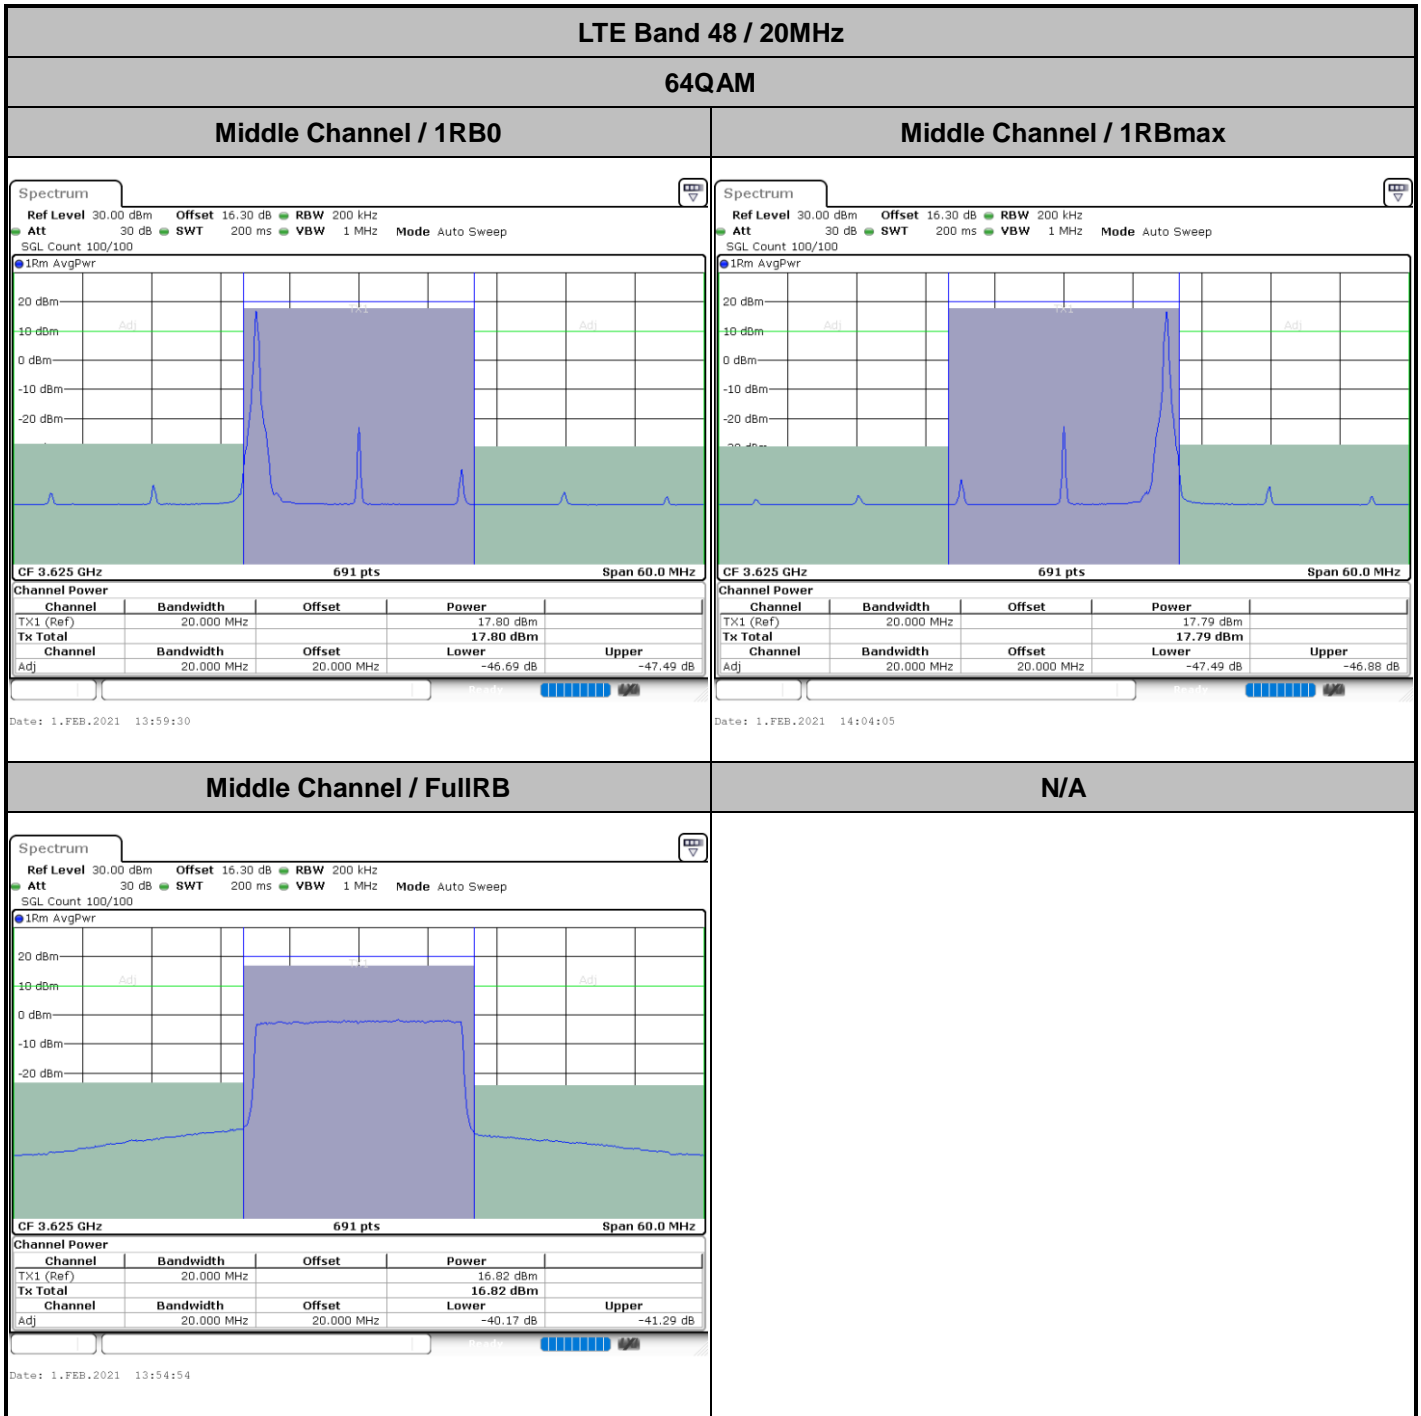 LTE Band 48 / 20MHz
64QAM
Middle Channel / 1RB0
Middle Channel / 1RBmax
Spectrum
Ref Level 30.00 dBm Offset 16.30 dB RBW 200 kHz
Att 30 dB SWT 200 ms VBW 1 MHz Mode Auto Sweep
SGL Count 100/100
1Rm AvgPwr
TX1
20 dBm
Adj
Adj
10 dBm
0 dBm
-10 dBm
-20 dBm
CF 3.625 GHz 691 pts Span 60.0 MHz
Channel Power
Channel Bandwidth Offset Power
TX1 (Ref) 20.000 MHz 17.80 dBm
Tx Total 17.80 dBm
Channel Bandwidth Offset Lower Upper
Adj 20.000 MHz 20.000 MHz -46.69 dB -47.49 dB
Ready
Date: 1.FEB.2021 13:59:30
Spectrum
Ref Level 30.00 dBm Offset 16.30 dB RBW 200 kHz
Att 30 dB SWT 200 ms VBW 1 MHz Mode Auto Sweep
SGL Count 100/100
1Rm AvgPwr
TX1
20 dBm
Adj
Adj
10 dBm
0 dBm
-10 dBm
-20 dBm
CF 3.625 GHz 691 pts Span 60.0 MHz
Channel Power
Channel Bandwidth Offset Power
TX1 (Ref) 20.000 MHz 17.79 dBm
Tx Total 17.79 dBm
Channel Bandwidth Offset Lower Upper
Adj 20.000 MHz 20.000 MHz -47.49 dB -46.88 dB
Ready
Date: 1.FEB.2021 14:04:05
Middle Channel / FullRB
N/A
Spectrum
Ref Level 30.00 dBm Offset 16.30 dB RBW 200 kHz
Att 30 dB SWT 200 ms VBW 1 MHz Mode Auto Sweep
SGL Count 100/100
1Rm AvgPwr
TX1
20 dBm
Adj
Adj
10 dBm
0 dBm
-10 dBm
-20 dBm
CF 3.625 GHz 691 pts Span 60.0 MHz
Channel Power
Channel Bandwidth Offset Power
TX1 (Ref) 20.000 MHz 16.82 dBm
Tx Total 16.82 dBm
Channel Bandwidth Offset Lower Upper
Adj 20.000 MHz 20.000 MHz -40.17 dB -41.29 dB
Ready
Date: 1.FEB.2021 13:54:54